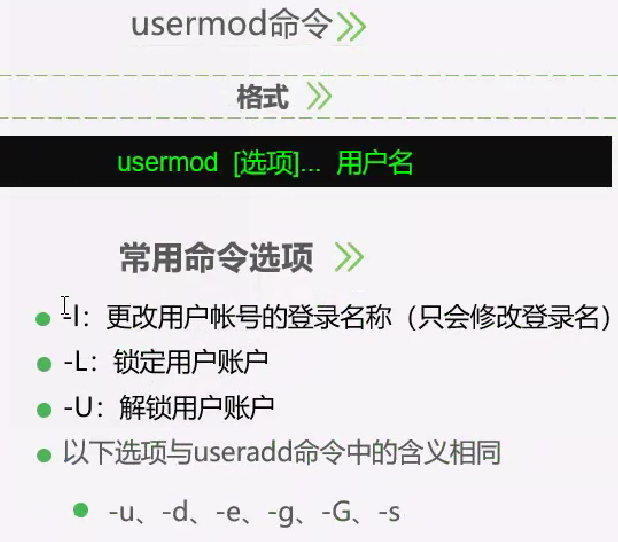 usermod命令
格式
usermod [选项]... 用户名
常用命令选项
-l：更改用户帐号的登录名称（只会修改登录名）
-L：锁定用户账户
-U：解锁用户账户
以下选项与useradd命令中的含义相同
-u、-d、-e、-g、-G、-s